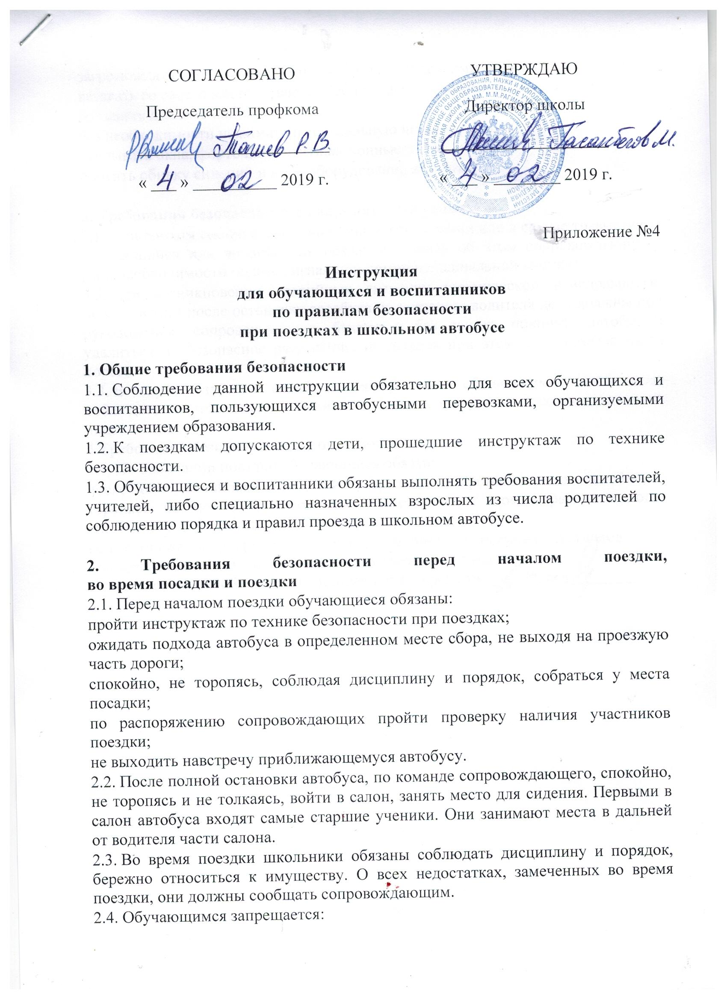 СОГЛАСОВАНО
Председатель профкома
Тагиев Р. В.
« 4 » 02 2019 г.
УТВЕРЖДАЮ
Директор школы
Гасанбегов М.
« 4 » 02 2019 г.
Приложение №4
Инструкция
для обучающихся и воспитанников
по правилам безопасности
при поездках в школьном автобусе
1. Общие требования безопасности
1.1. Соблюдение данной инструкции обязательно для всех обучающихся и
воспитанников, пользующихся автобусными перевозками, организуемыми
учреждением образования.
1.2. К поездкам допускаются дети, прошедшие инструктаж по технике
безопасности.
1.3. Обучающиеся и воспитанники обязаны выполнять требования воспитателей,
учителей, либо специально назначенных взрослых из числа родителей по
соблюдению порядка и правил проезда в школьном автобусе.
2. Требования безопасности перед началом поездки,
во время посадки и поездки
2.1. Перед началом поездки обучающиеся обязаны:
пройти инструктаж по технике безопасности при поездках;
ожидать подхода автобуса в определенном месте сбора, не выходя на проезжую
часть дороги;
спокойно, не торопясь, соблюдая дисциплину и порядок, собраться у места
посадки;
по распоряжению сопровождающих пройти проверку наличия участников
поездки;
не выходить навстречу приближающемуся автобусу.
2.2. После полной остановки автобуса, по команде сопровождающего, спокойно,
не торопясь и не толкаясь, войти в салон, занять место для сидения. Первыми в
салон автобуса входят самые старшие ученики. Они занимают места в дальней
от водителя части салона.
2.3. Во время поездки школьники обязаны соблюдать дисциплину и порядок,
бережно относиться к имуществу. О всех недостатках, замеченных во время
поездки, они должны сообщать сопровождающим.
2.4. Обучающимся запрещается: